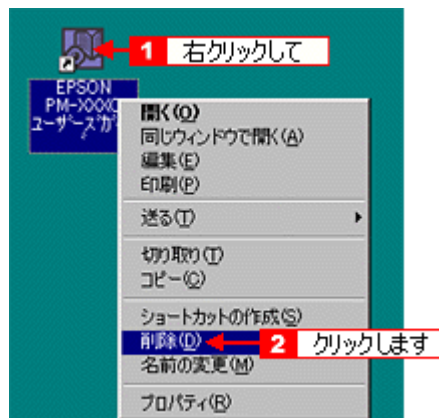 1 右クリックして
EPSON
PM-XXXC
ユーザーズガ
開く(O)
同じウィンドウで開く(A)
編集(E)
印刷(P)
送る(T)
切り取り(T)
コピー(C)
ショートカットの作成(S)
削除(D)
2 クリックします
名前の変更(M)
プロパティ(R)